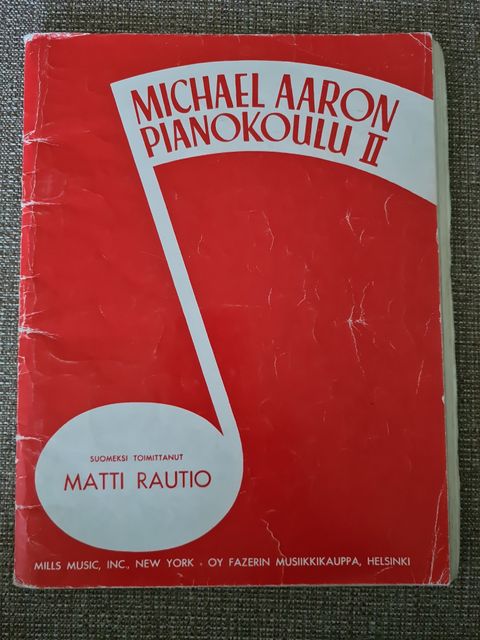 MICHAEL AARON
PIANOKOULU II
SUOMEKSI TOIMITTANUT
MATTI RAUTIO
MILLS MUSIC, INC., NEW YORK - OY FAZERIN MUSIIKKIKAUPPA, HELSINKI